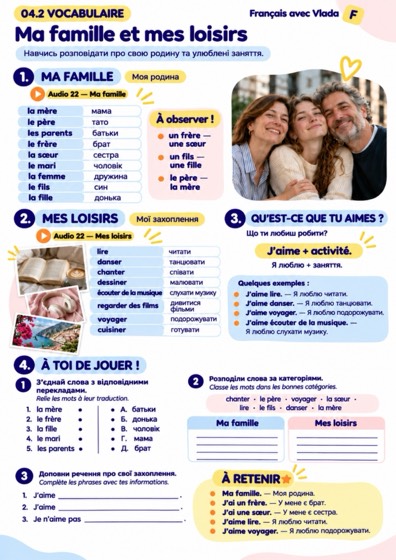 04.2 VOCABULAIRE
Français avec Vlada F
Ma famille et mes loisirs
Навчись розповідати про свою родину та улюблені заняття.
1. MA FAMILLE Моя родина
Audio 22 — Ma famille
la mère мама
le père тато
les parents батьки
le frère брат
la sœur сестра
le mari чоловік
la femme дружина
le fils син
la fille донька
À observer !
un frère —
une sœur
un fils —
une fille
le père —
la mère
2. MES LOISIRS Мої захоплення
Audio 22 — Mes loisirs
lire читати
danser танцювати
chanter співати
dessiner малювати
écouter de la musique слухати музику
regarder des films дивитися фільми
voyager подорожувати
cuisiner готувати
3. QU'EST-CE QUE TU AIMES ?
Що ти любиш робити?
J'aime + activité.
Я люблю + заняття.
Quelques exemples :
J'aime lire. — Я люблю читати.
J'aime danser. — Я люблю танцювати.
J'aime voyager. — Я люблю подорожувати.
J'aime écouter de la musique. —
Я люблю слухати музику.
4. À TOI DE JOUER !
1 З'єднай слова з відповідними
перекладами.
Relie les mots à leur traduction.
1. la mère А. батьки
2. le frère Б. донька
3. la fille В. чоловік
4. le mari Г. мама
5. les parents Д. брат
2 Розподіли слова за категоріями.
Classe les mots dans les bonnes catégories.
chanter · le père · voyager · la sœur ·
lire · le fils · danser · la mère
Ma famille Mes loisirs
3 Доповни речення про свої захоплення.
Complète les phrases avec tes informations.
1. J'aime .
2. J'aime .
3. Je n'aime pas .
À RETENIR
Ma famille. — Моя родина.
J'ai un frère. — У мене є брат.
J'ai une sœur. — У мене є сестра.
J'aime lire. — Я люблю читати.
J'aime voyager. — Я люблю подорожувати.